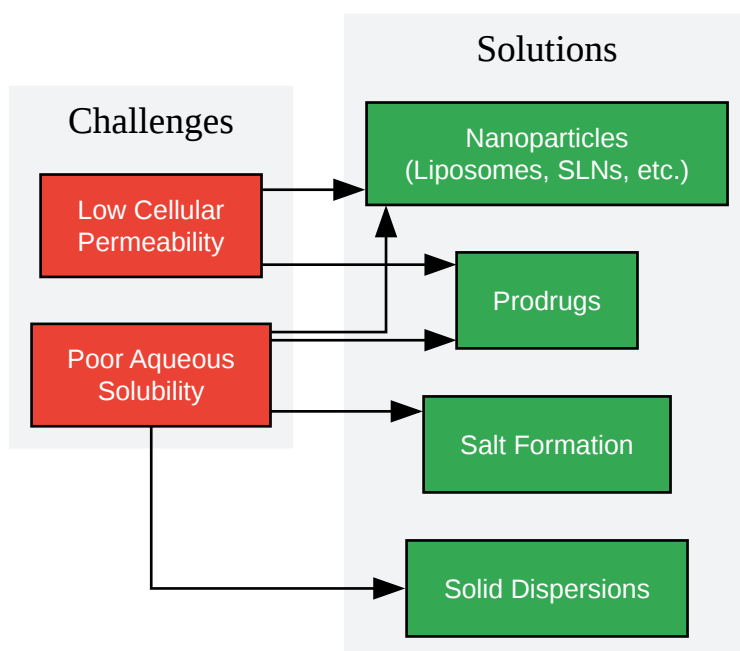 Challenges
Low Cellular
Permeability
Poor Aqueous
Solubility
Solutions
Nanoparticles
(Liposomes, SLNs, etc.)
Prodrugs
Salt Formation
Solid Dispersions